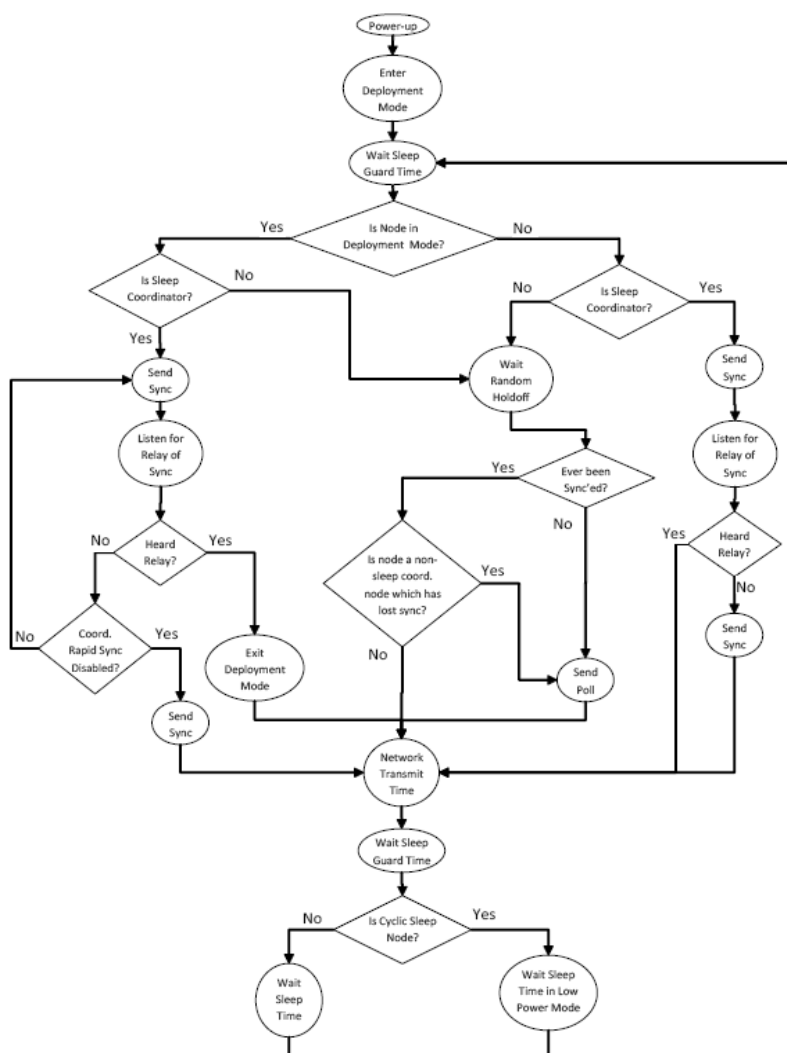 Power-up
Enter
Deployment
Mode
Wait Sleep
Guard Time
Yes
Is Node in
Deployment Mode?
No
Is Sleep
Coordinator?
No
Yes
No
Is Sleep
Coordinator?
Yes
Send
Sync
Wait
Random
Holdoff
Send
Sync
Listen for
Relay of
Sync
Listen for
Relay of
Sync
Yes
Ever been
Sync'ed?
No
No
Heard
Relay?
Yes
Is node a non-
sleep coord.
node which has
lost sync?
Yes
No
Yes
Heard
Relay?
No
No
Coord.
Rapid Sync
Disabled?
Yes
Exit
Deployment
Mode
Send
Poll
Send
Sync
Send
Sync
Network
Transmit
Time
Wait Sleep
Guard Time
No
Is Cyclic Sleep
Node?
Yes
Wait
Sleep
Time
Wait Sleep
Time in Low
Power Mode